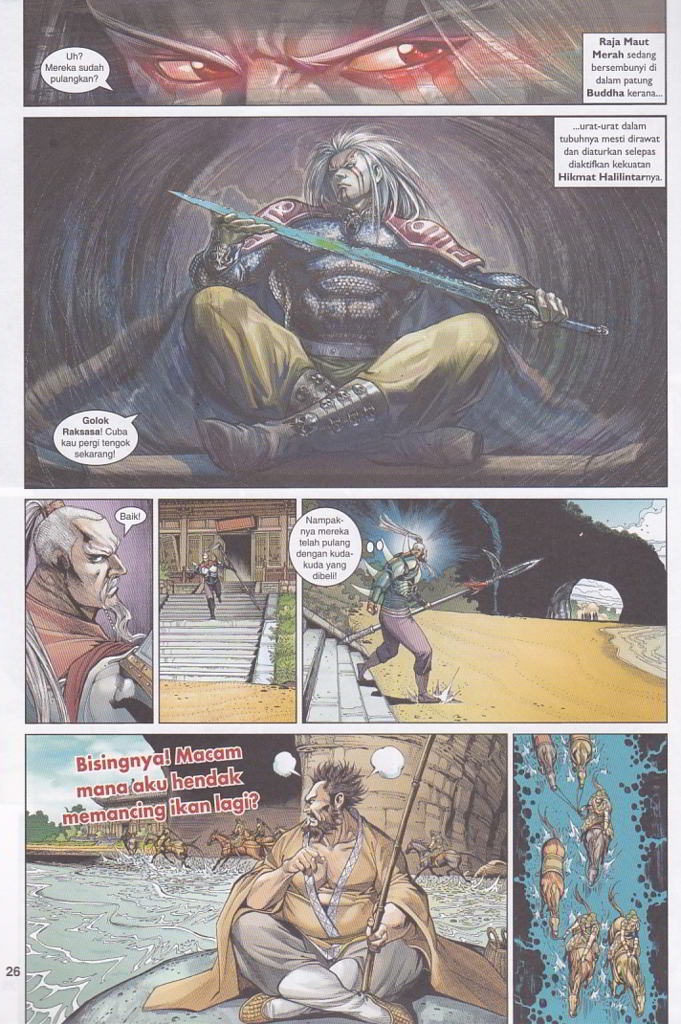 Uh?
Mereka sudah
pulangkan?
Raja Maut
Merah sedang
bersembunyi di
dalam patung
Buddha kerana...
...urat-urat dalam
tubuhnya mesti dirawat
dan diaturkan selepas
diaktifkan kekuatan
Hikmat Halilintarnya.
Golok
Raksasa! Cuba
kau pergi tengok
sekarang!
Baik!
Nampak-
nya mereka
telah pulang
dengan kuda-
kuda yang
dibeli!
Bisingnya! Macam
mana aku hendak
memancing ikan lagi?
26